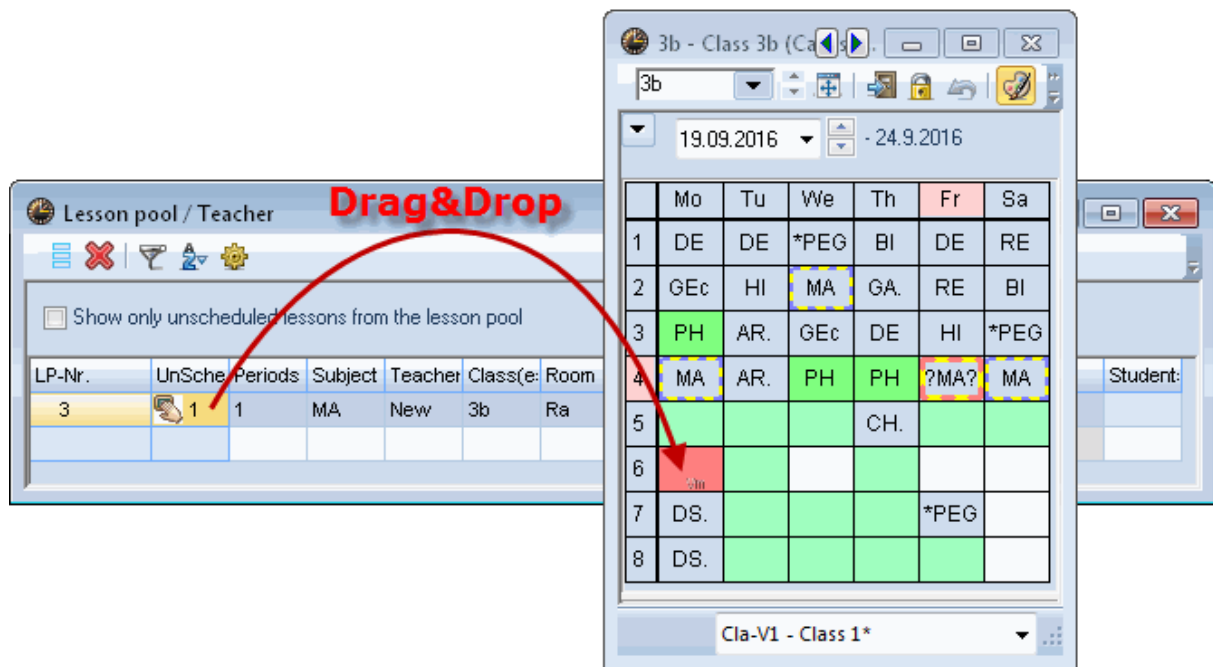 3b - Class 3b (Ca
3b
19.09.2016 - 24.9.2016
Lesson pool / Teacher
Drag&Drop
Show only unscheduled lessons from the lesson pool
LP-Nr. UnSche Periods Subject Teacher Class(e: Room Student:
3 1 1 MA New 3b Ra
Mo Tu We Th Fr Sa
1 DE DE *PEG BI DE RE
2 GEc HI MA GA. RE BI
3 PH AR. GEc DE HI *PEG
4 MA AR. PH PH ?MA? MA
5 CH.
6
7 DS. *PEG
8 DS.
Cla-V1 - Class 1*